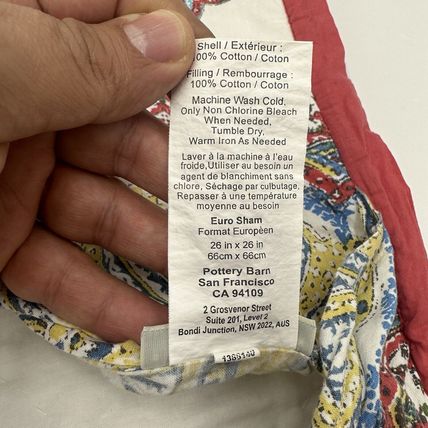 Shell / Extérieur :
100% Cotton / Coton
Filling / Rembourrage :
100% Cotton / Coton
Machine Wash Cold,
Only Non Chlorine Bleach
When Needed,
Tumble Dry,
Warm Iron As Needed
Laver à la machine à l'eau
froide,Utiliser au besoin un
agent de blanchiment sans
chlore, Séchage par culbutage,
Repasser à une température
moyenne au besoin
Euro Sham
Format Européen
26 in x 26 in
66cm x 66cm
Pottery Barn
San Francisco
CA 94109
2 Grosvenor Street
Suite 201, Level 2
Bondi Junction, NSW 2022, AUS